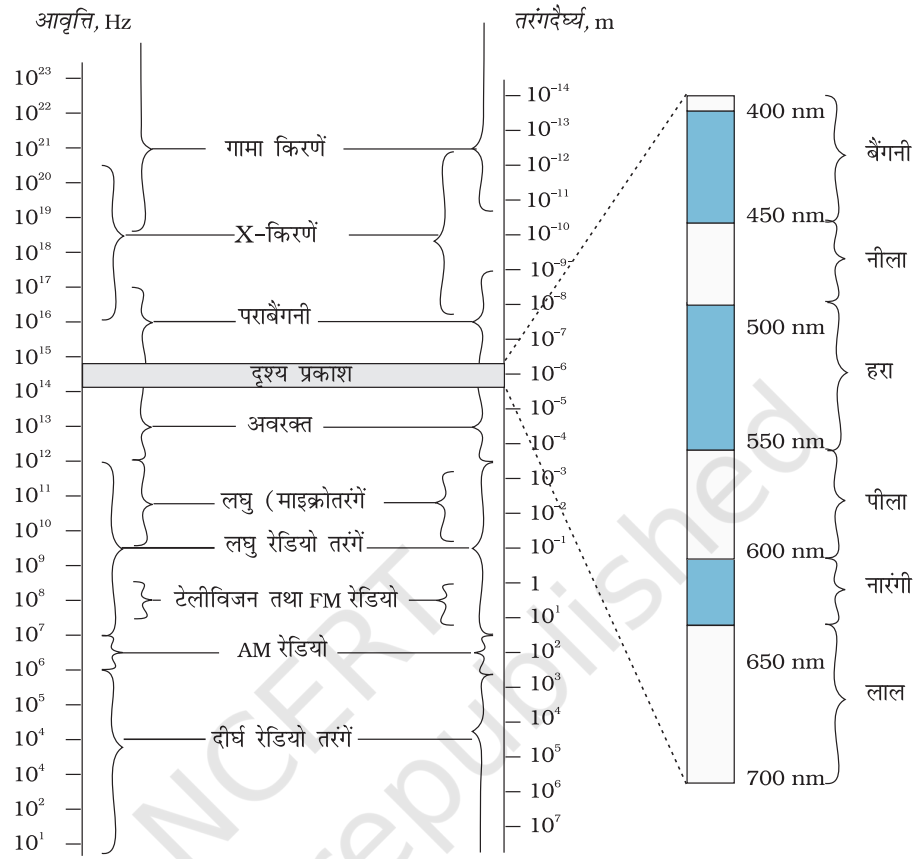 आवृत्ति, Hz
तरंगदैर्घ्य, m
10²³
10²²
10²¹
10²⁰
10¹⁹
10¹⁸
10¹⁷
10¹⁶
10¹⁵
10¹⁴
10¹³
10¹²
10¹¹
10¹⁰
10⁹
10⁸
10⁷
10⁶
10⁵
10⁴
10⁴
10²
10¹
गामा किरणें
X-किरणें
पराबैंगनी
दृश्य प्रकाश
अवरक्त
लघु (माइक्रोतरंगें
लघु रेडियो तरंगें
टेलीविजन तथा FM रेडियो
AM रेडियो
दीर्घ रेडियो तरंगें
10⁻¹⁴
10⁻¹³
10⁻¹²
10⁻¹¹
10⁻¹⁰
10⁻⁹
10⁻⁸
10⁻⁷
10⁻⁶
10⁻⁵
10⁻⁴
10⁻³
10⁻²
10⁻¹
1
10¹
10²
10³
10⁴
10⁵
10⁶
10⁷
400 nm
450 nm
500 nm
550 nm
600 nm
650 nm
700 nm
बैंगनी
नीला
हरा
पीला
नारंगी
लाल
NCERT
republished